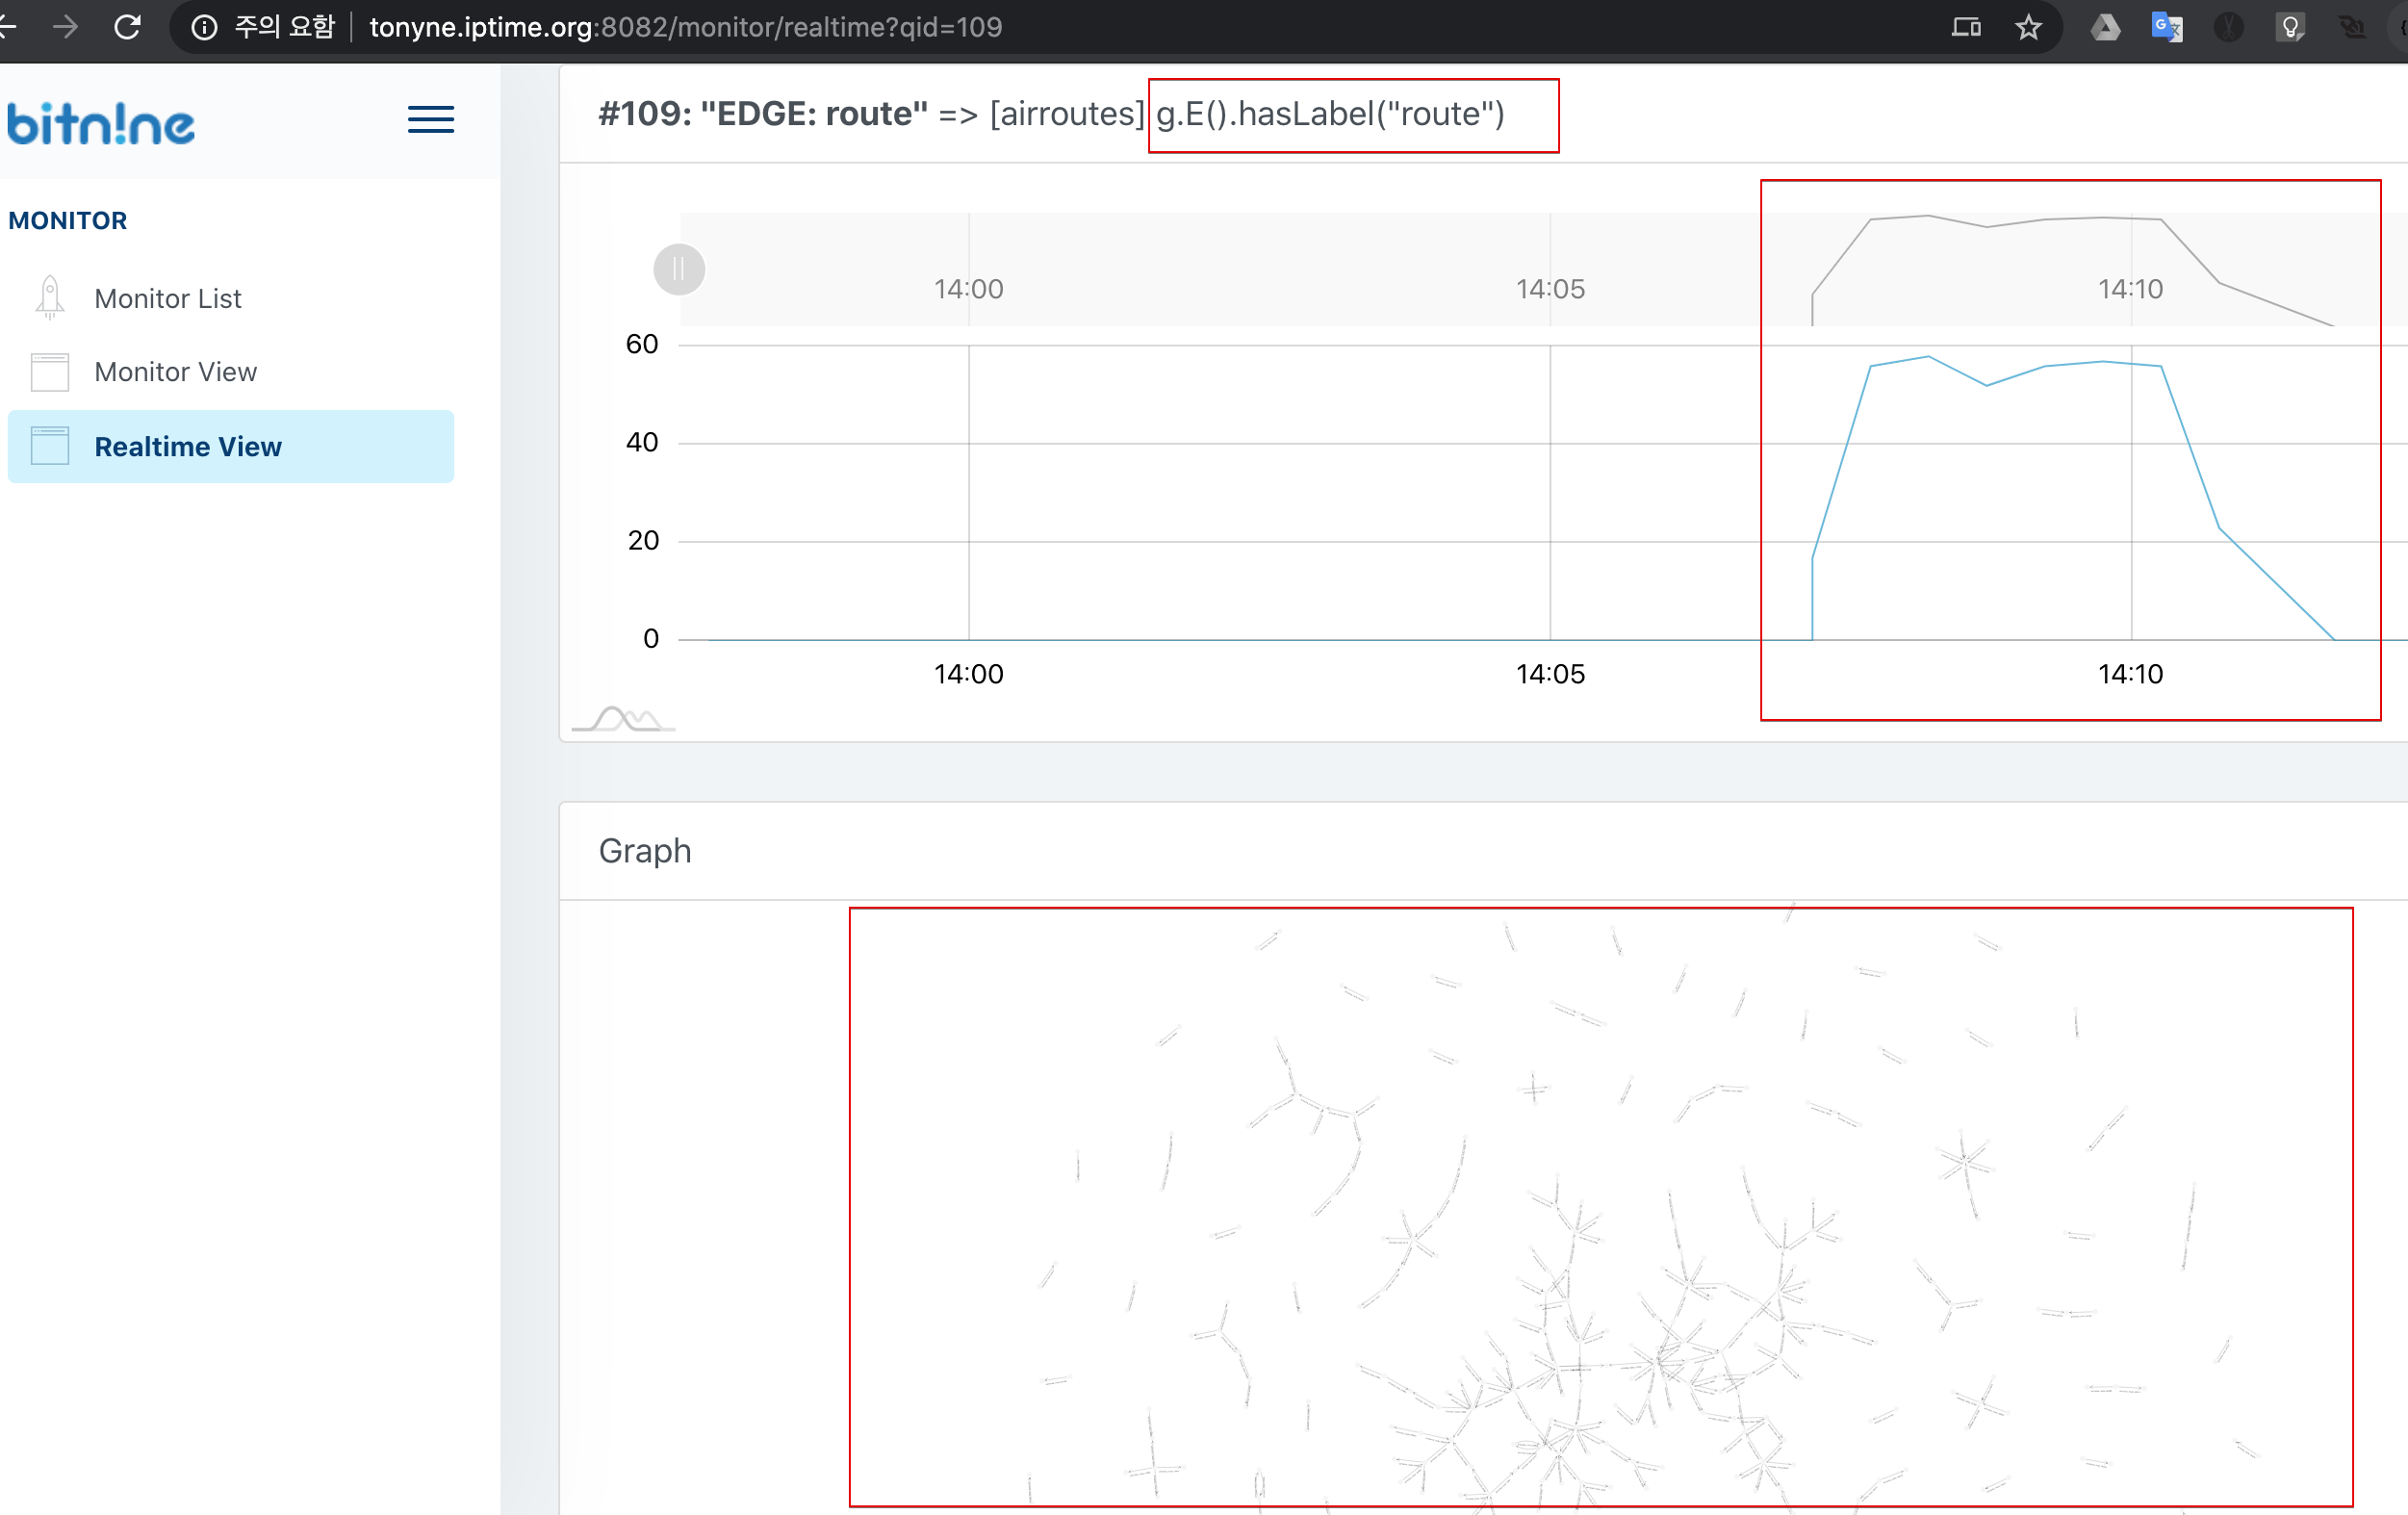 주의 요함 tonyne.iptime.org:8082/monitor/realtime?qid=109
bitn!ne
MONITOR
Monitor List
Monitor View
Realtime View
#109: "EDGE: route" => [airroutes] g.E().hasLabel("route")
14:00 14:05 14:10
60
40
20
0
14:00 14:05 14:10
Graph